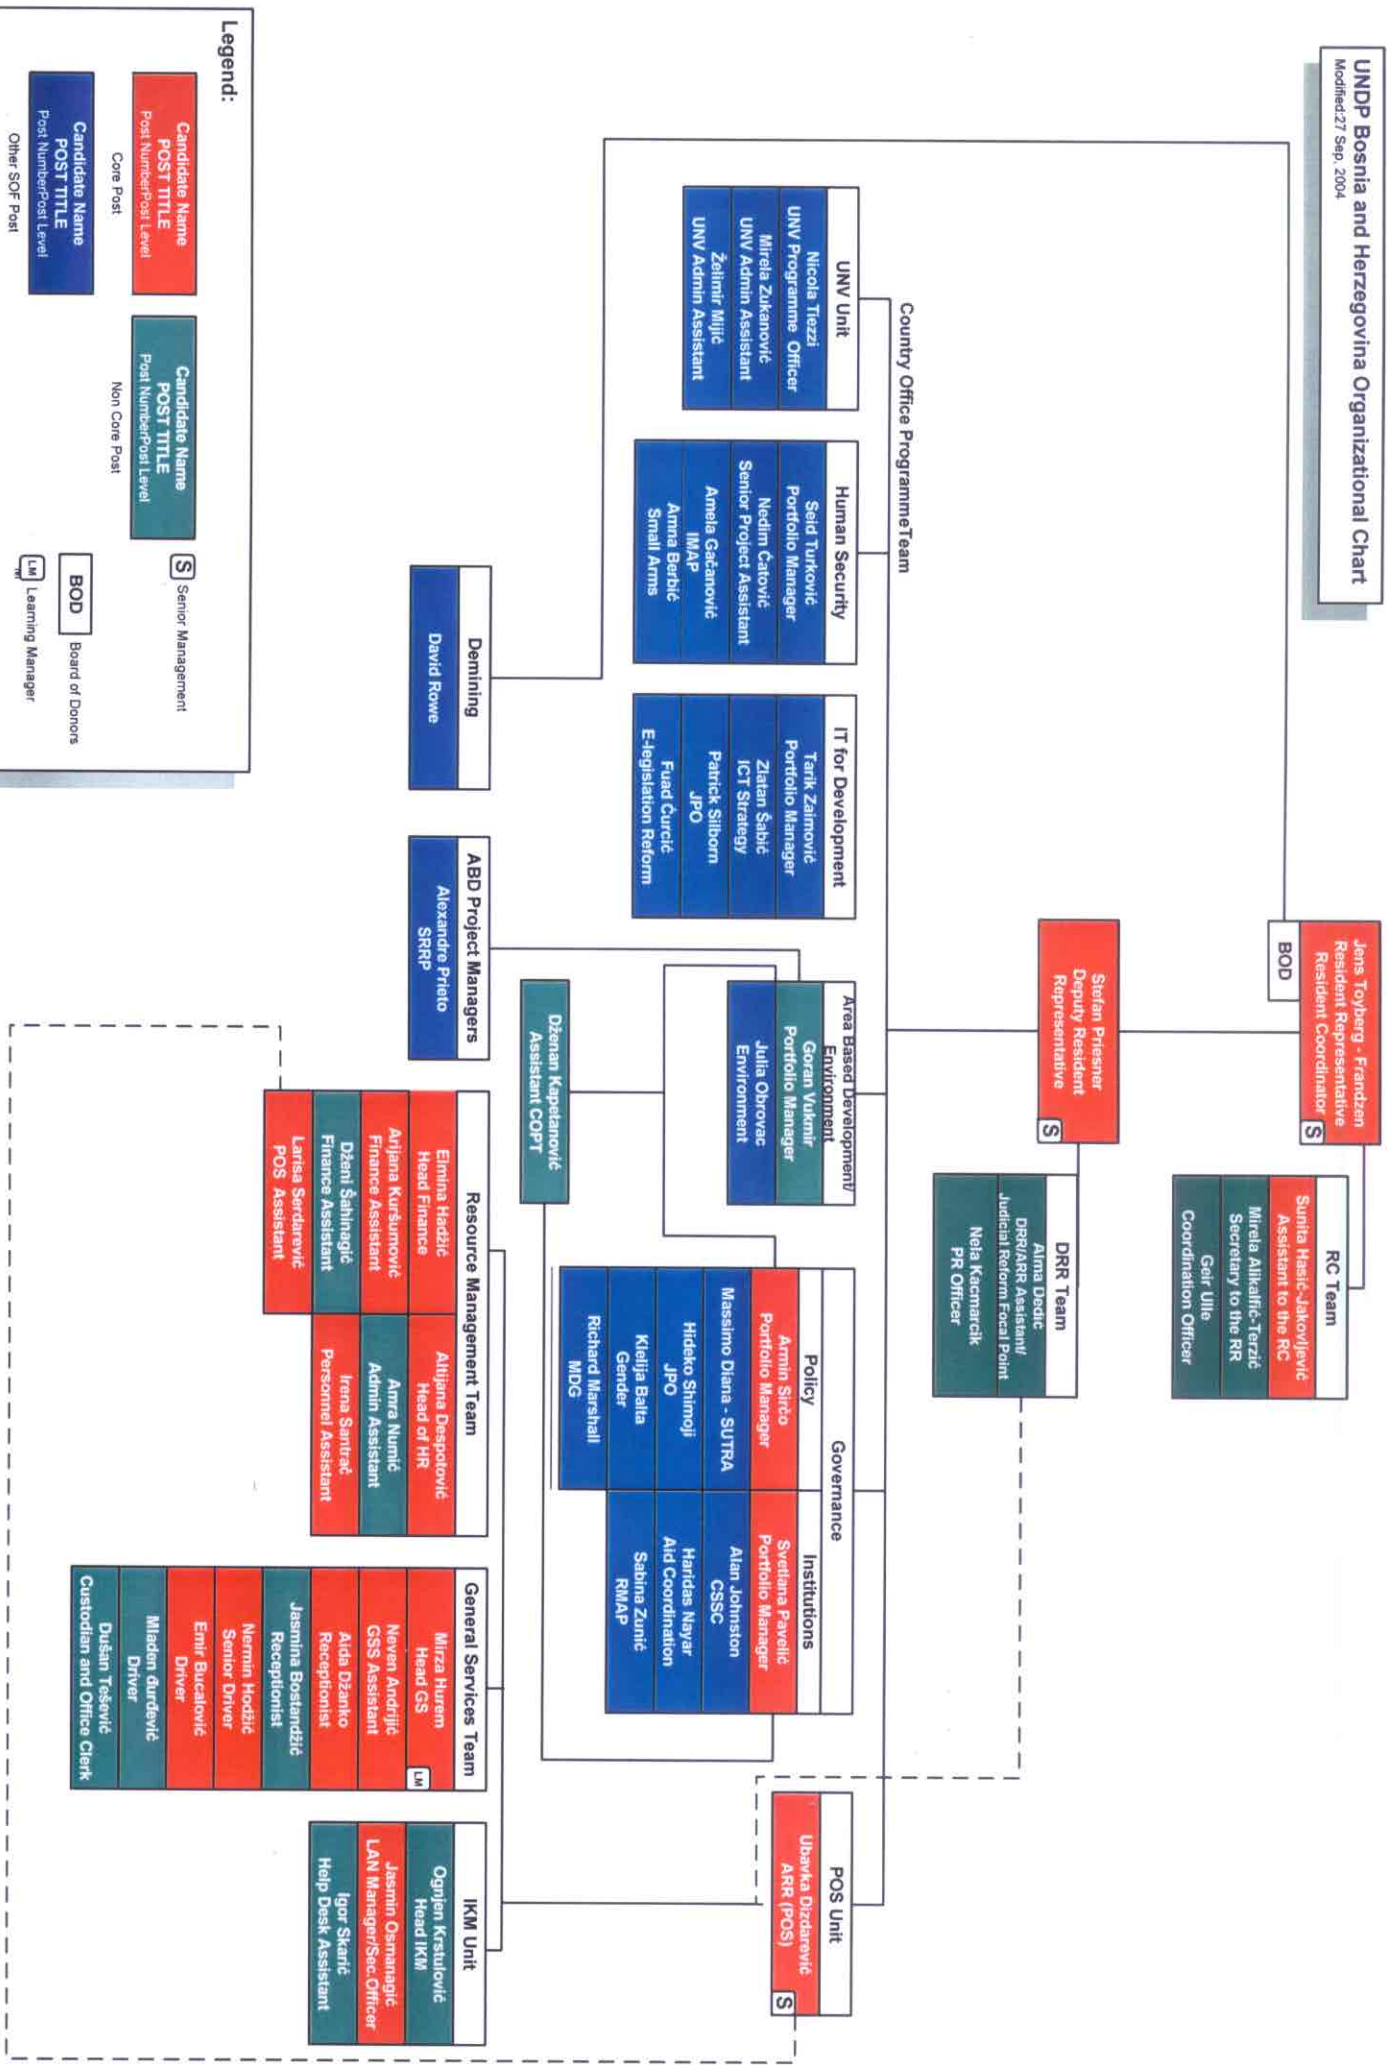 UNDP Bosnia and Herzegovina Organizational Chart
Modified:27 Sep, 2004
Jens Toyberg - Frandzen
Resident Representative
Resident Coordinator
S
BOD
RC Team
Sunita Hasić-Jakovljević
Assistant to the RC
Mirela Alikalfić-Terzić
Secretary to the RR
Geir Ulle
Coordination Officer
Stefan Priesner
Deputy Resident
Representative
S
DRR Team
Alma Dedic
DRR/ARR Assistant/
Judicial Reform Focal Point
Nela Kacmarcik
PR Officer
Country Office ProgrammeTeam
UNV Unit
Nicola Tiezzi
UNV Programme Officer
Mirela Zukanović
UNV Admin Assistant
Želimir Mijić
UNV Admin Assistant
Human Security
Seid Turković
Portfolio Manager
Nedim Ćatović
Senior Project Assistant
Amela Gačanović
IMAP
Amna Berbić
Small Arms
IT for Development
Tarik Zaimović
Portfolio Manager
Zlatan Šabić
ICT Strategy
Patrick Silborn
JPO
Fuad Ćurcić
E-legislation Reform
Area Based Development/
Environment
Goran Vukmir
Portfolio Manager
Julia Obrovac
Environment
Governance
Policy
Armin Sirčo
Portfolio Manager
Massimo Diana - SUTRA
Hideko Shimoji
JPO
Klelija Balta
Gender
Richard Marshall
MDG
Institutions
Svetlana Pavelić
Portfolio Manager
Alan Johnston
CSSC
Haridas Nayar
Aid Coordination
Sabina Zunić
RMAP
POS Unit
Ubavka Dizdarević
ARR (POS)
S
Demining
David Rowe
ABD Project Managers
Alexandre Prieto
SRRP
Dženan Kapetanović
Assistant COPT
Resource Management Team
Elmina Hadžić
Head Finance
Arijana Kuršumović
Finance Assistant
Dženi Šahinagić
Finance Assistant
Larisa Serdarević
POS Assistant
Altijana Despotović
Head of HR
Amra Numić
Admin Assistant
Irena Santrač
Personnel Assistant
General Services Team
Mirza Hurem
Head GS
LM
Neven Andrijić
GSS Assistant
Aida Džanko
Receptionist
Jasmina Bostandžić
Receptionist
Nermin Hodžić
Senior Driver
Emir Bucalović
Driver
Mladen đurđević
Driver
Dušan Tešević
Custodian and Office Clerk
IKM Unit
Ognjen Krstulović
Head IKM
Jasmin Osmanagić
LAN Manager/Sec.Officer
Igor Skarić
Help Desk Assistant
Legend:
Candidate Name
POST TITLE
Post NumberPost Level
Core Post
Candidate Name
POST TITLE
Post NumberPost Level
Non Core Post
Candidate Name
POST TITLE
Post NumberPost Level
Other SOF Post
S Senior Management
BOD Board of Donors
LM Learning Manager